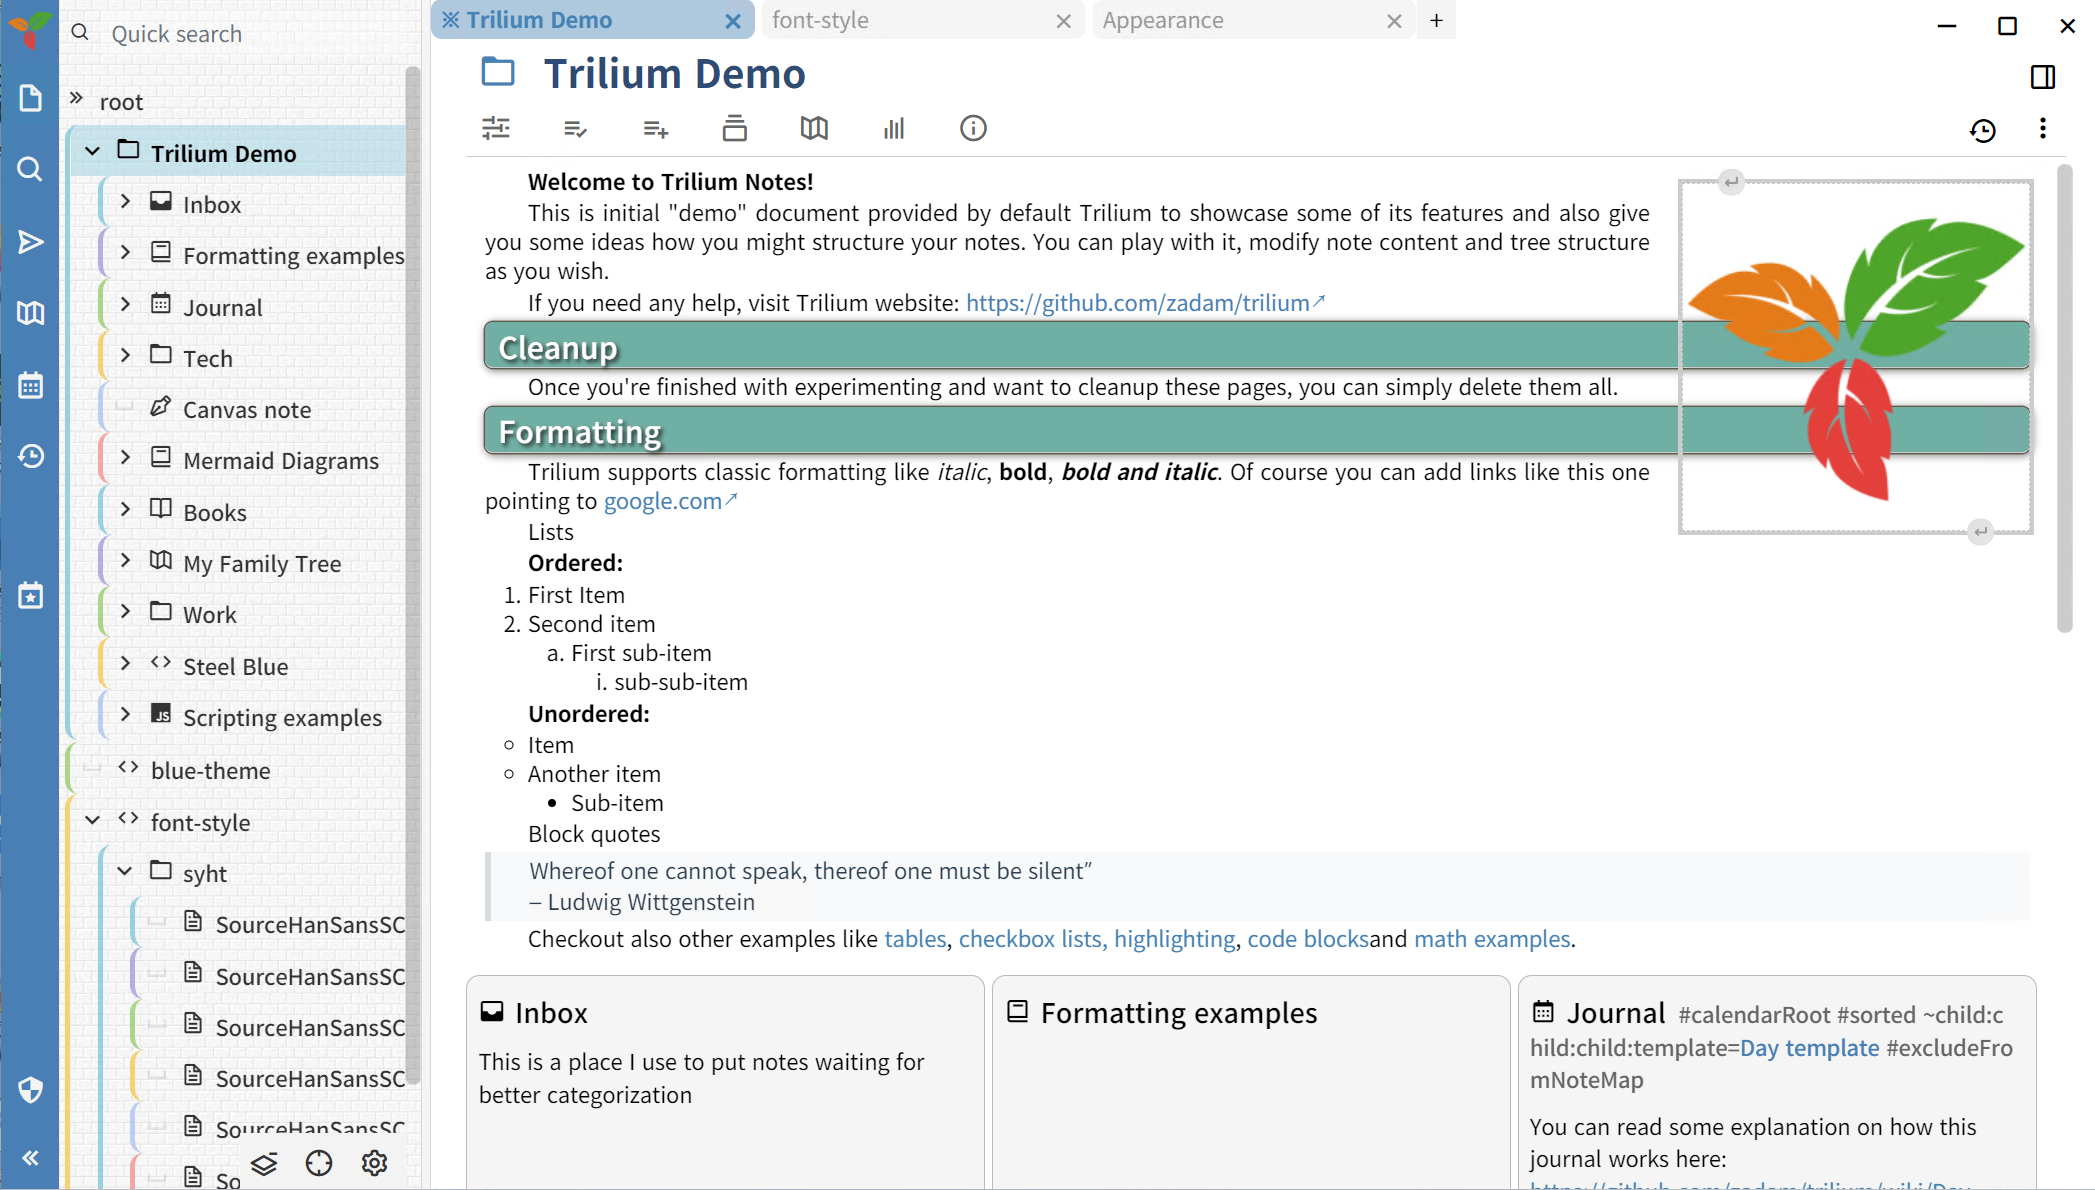 Quick search
root
Trilium Demo
Inbox
Formatting examples
Journal
Tech
Canvas note
Mermaid Diagrams
Books
My Family Tree
Work
Steel Blue
JS Scripting examples
blue-theme
font-style
syht
SourceHanSansSC
SourceHanSansSC
SourceHanSansSC
SourceHanSansSC
SourceHanSansSC
So
※ Trilium Demo
font-style
Appearance
Trilium Demo
Welcome to Trilium Notes!
This is initial "demo" document provided by default Trilium to showcase some of its features and also give
you some ideas how you might structure your notes. You can play with it, modify note content and tree structure
as you wish.
If you need any help, visit Trilium website: https://github.com/zadam/trilium
Cleanup
Once you're finished with experimenting and want to cleanup these pages, you can simply delete them all.
Formatting
Trilium supports classic formatting like italic, bold, bold and italic. Of course you can add links like this one
pointing to google.com
Lists
Ordered:
1. First Item
2. Second item
a. First sub-item
i. sub-sub-item
Unordered:
Item
Another item
Sub-item
Block quotes
Whereof one cannot speak, thereof one must be silent”
– Ludwig Wittgenstein
Checkout also other examples like tables, checkbox lists, highlighting, code blocksand math examples.
Inbox
This is a place I use to put notes waiting for
better categorization
Formatting examples
Journal #calendarRoot #sorted ~child:c
hild:child:template=Day template #excludeFro
mNoteMap
You can read some explanation on how this
journal works here:
https://github.com/zadam/trilium/wiki/Day